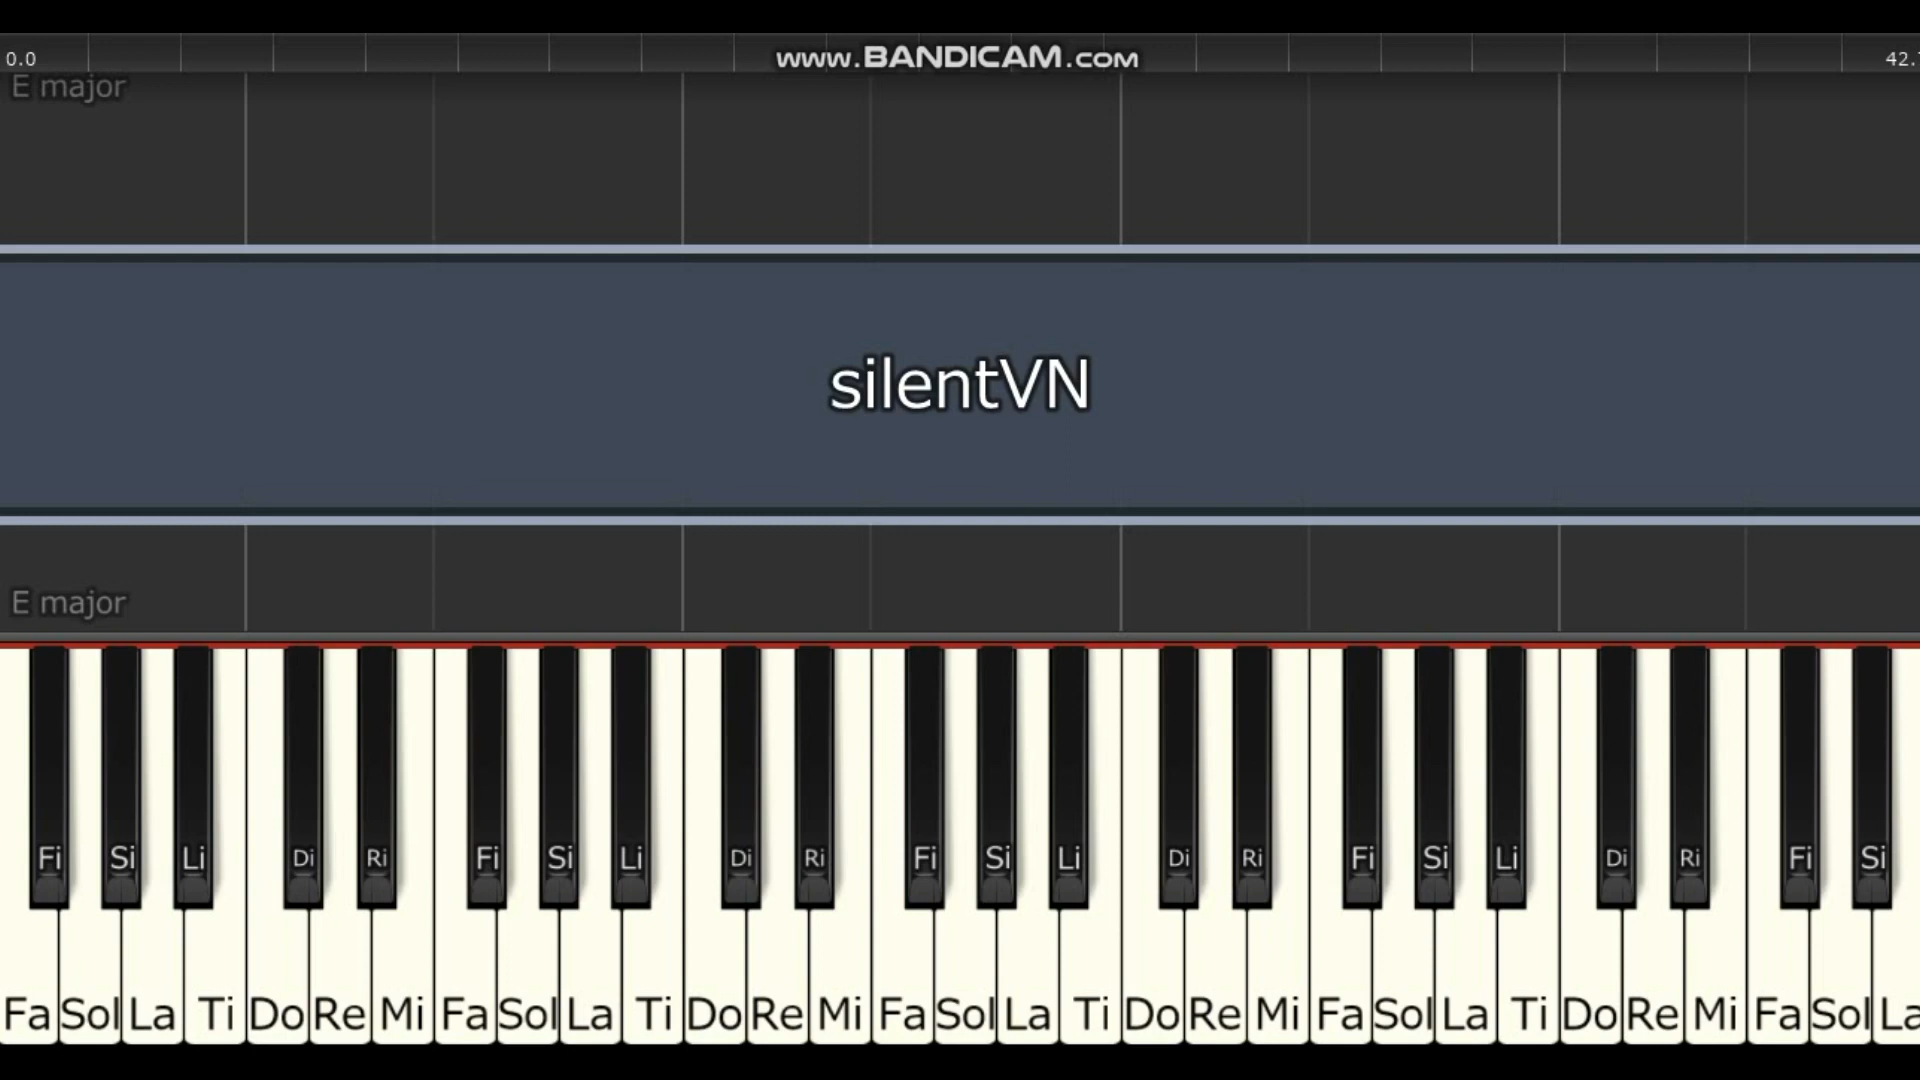 www.BANDICAM.com
0.0 42.
E major
silentVN
E major
Fi Si Li Di Ri Fi Si Li Di Ri Fi Si Li Di Ri Fi Si Li Di Ri Fi Si
Fa Sol La Ti Do Re Mi Fa Sol La Ti Do Re Mi Fa Sol La Ti Do Re Mi Fa Sol La Ti Do Re Mi Fa Sol La